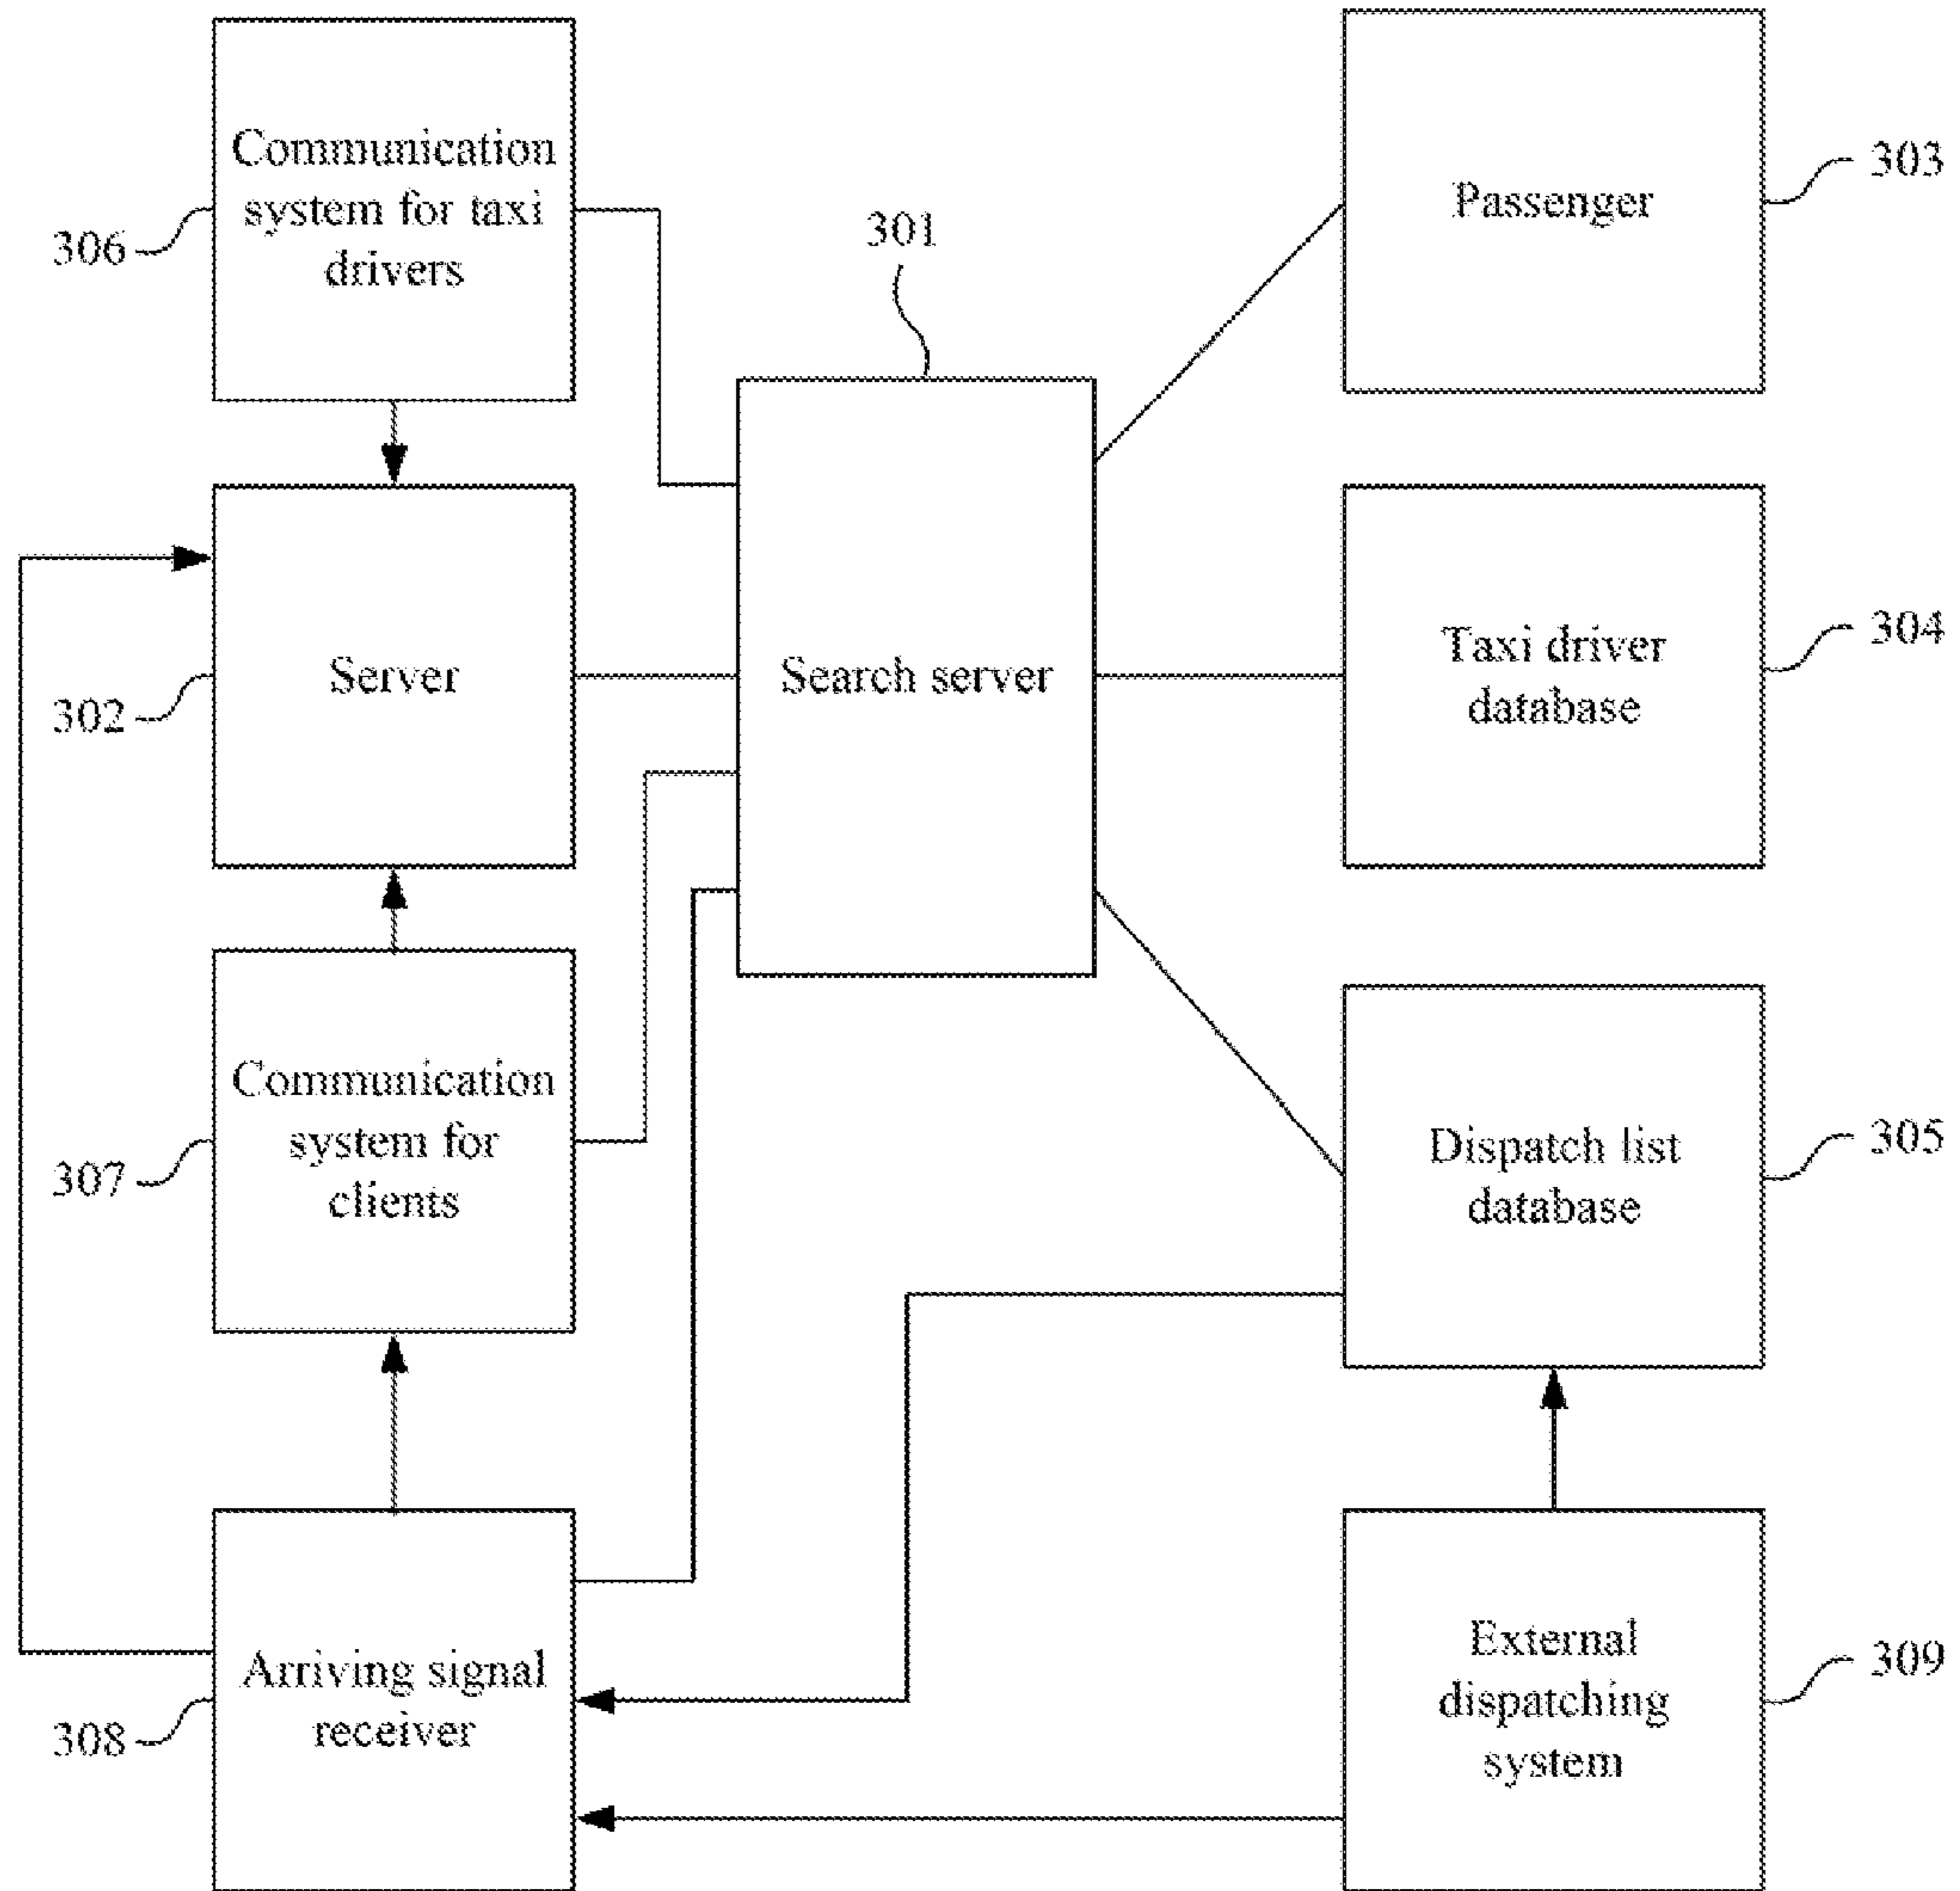 Communication
system for taxi
drivers
306
301
Passenger
303
Server
302
Search server
Taxi driver
database
304
Communication
system for
clients
307
Dispatch list
database
305
Arriving signal
receiver
308
External
dispatching
system
309